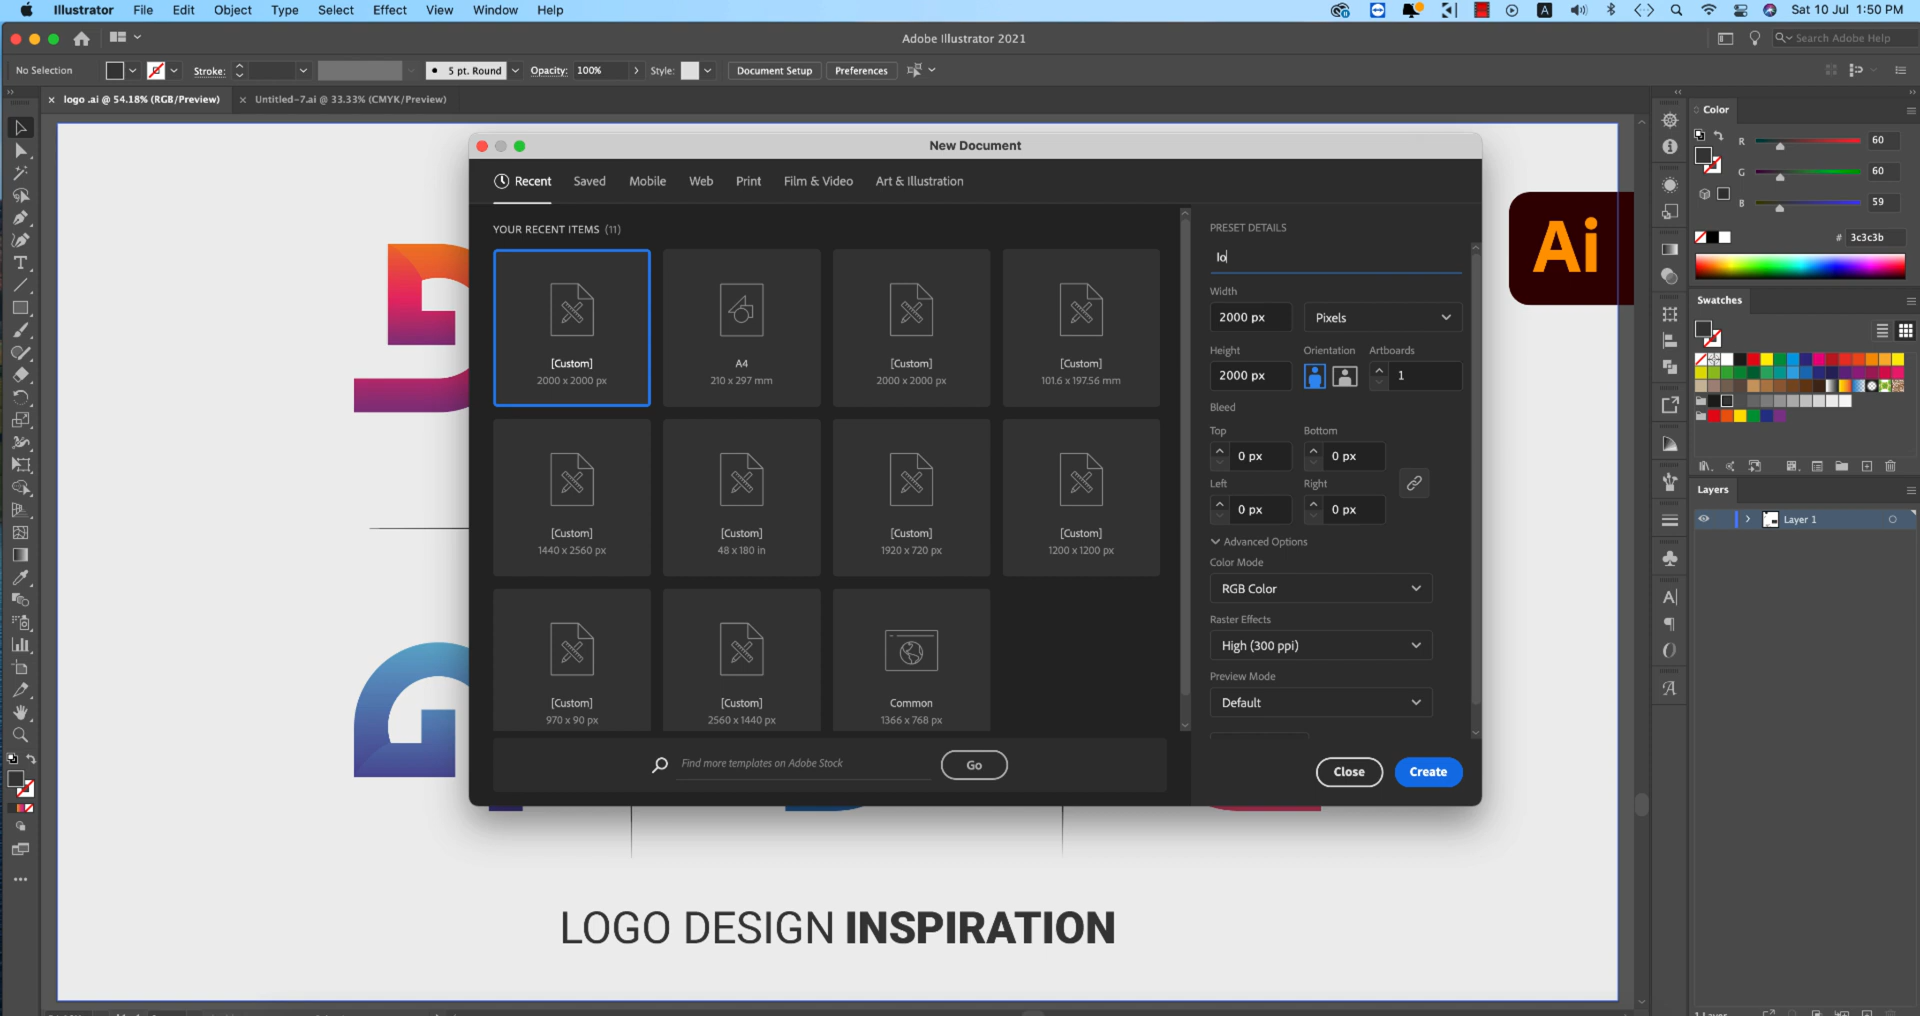 Illustrator File Edit Object Type Select Effect View Window Help
A Sat 10 Jul 1:50 PM
Adobe Illustrator 2021
Search Adobe Help
No Selection Stroke: 5 pt. Round Opacity: 100% Style: Document Setup Preferences
logo .ai @ 54.18% (RGB/Preview) Untitled-7.ai @ 33.33% (CMYK/Preview)
New Document
Recent Saved Mobile Web Print Film & Video Art & Illustration
YOUR RECENT ITEMS (11)
[Custom]
2000 x 2000 px
A4
210 x 297 mm
[Custom]
2000 x 2000 px
[Custom]
101.6 x 197.56 mm
[Custom]
1440 x 2560 px
[Custom]
48 x 180 in
[Custom]
1920 x 720 px
[Custom]
1200 x 1200 px
[Custom]
970 x 90 px
[Custom]
2560 x 1440 px
Common
1366 x 768 px
Find more templates on Adobe Stock
Go
PRESET DETAILS
lo
Width
2000 px Pixels
Height Orientation Artboards
2000 px 1
Bleed
Top Bottom
0 px 0 px
Left Right
0 px 0 px
Advanced Options
Color Mode
RGB Color
Raster Effects
High (300 ppi)
Preview Mode
Default
Close Create
Ai
LOGO DESIGN INSPIRATION
Color
R 60
G 60
B 59
# 3c3c3b
Swatches
Layers
Layer 1
1 Layer